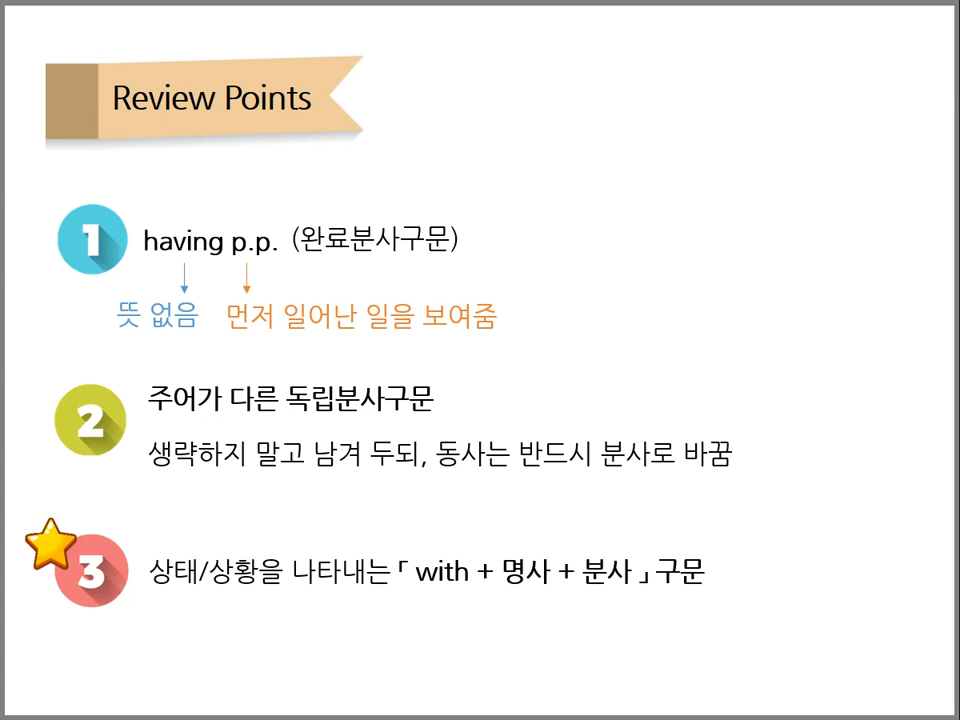 Review Points
1 having p.p. (완료분사구문)
뜻 없음 먼저 일어난 일을 보여줌
2 주어가 다른 독립분사구문
생략하지 말고 남겨 두되, 동사는 반드시 분사로 바꿈
3 상태/상황을 나타내는 「 with + 명사 + 분사 」 구문